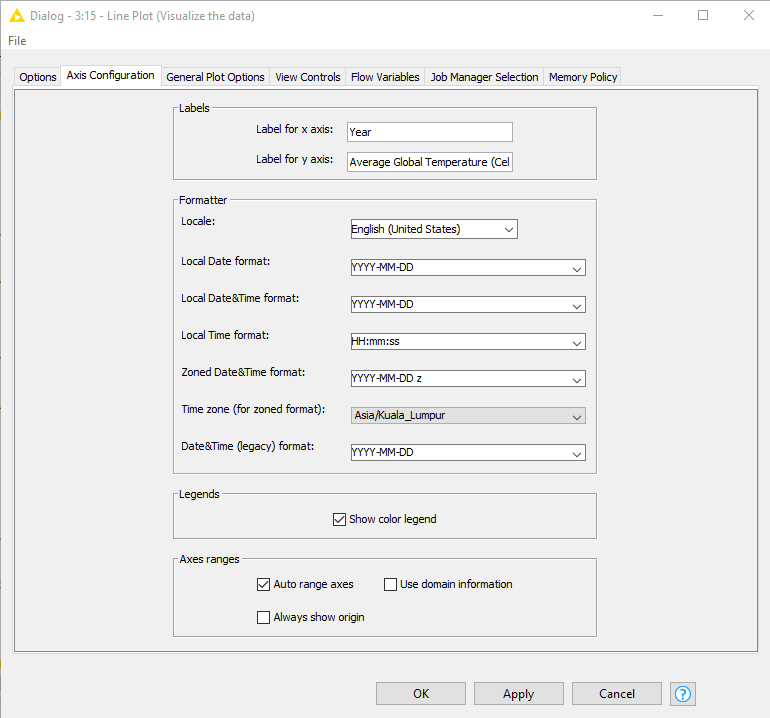 Dialog - 3:15 - Line Plot (Visualize the data)
File
Options Axis Configuration General Plot Options View Controls Flow Variables Job Manager Selection Memory Policy
Labels
Label for x axis: Year
Label for y axis: Average Global Temperature (Cel
Formatter
Locale: English (United States)
Local Date format: YYYY-MM-DD
Local Date&Time format: YYYY-MM-DD
Local Time format: HH:mm:ss
Zoned Date&Time format: YYYY-MM-DD z
Time zone (for zoned format): Asia/Kuala_Lumpur
Date&Time (legacy) format: YYYY-MM-DD
Legends
Show color legend
Axes ranges
Auto range axes Use domain information
Always show origin
OK Apply Cancel ?